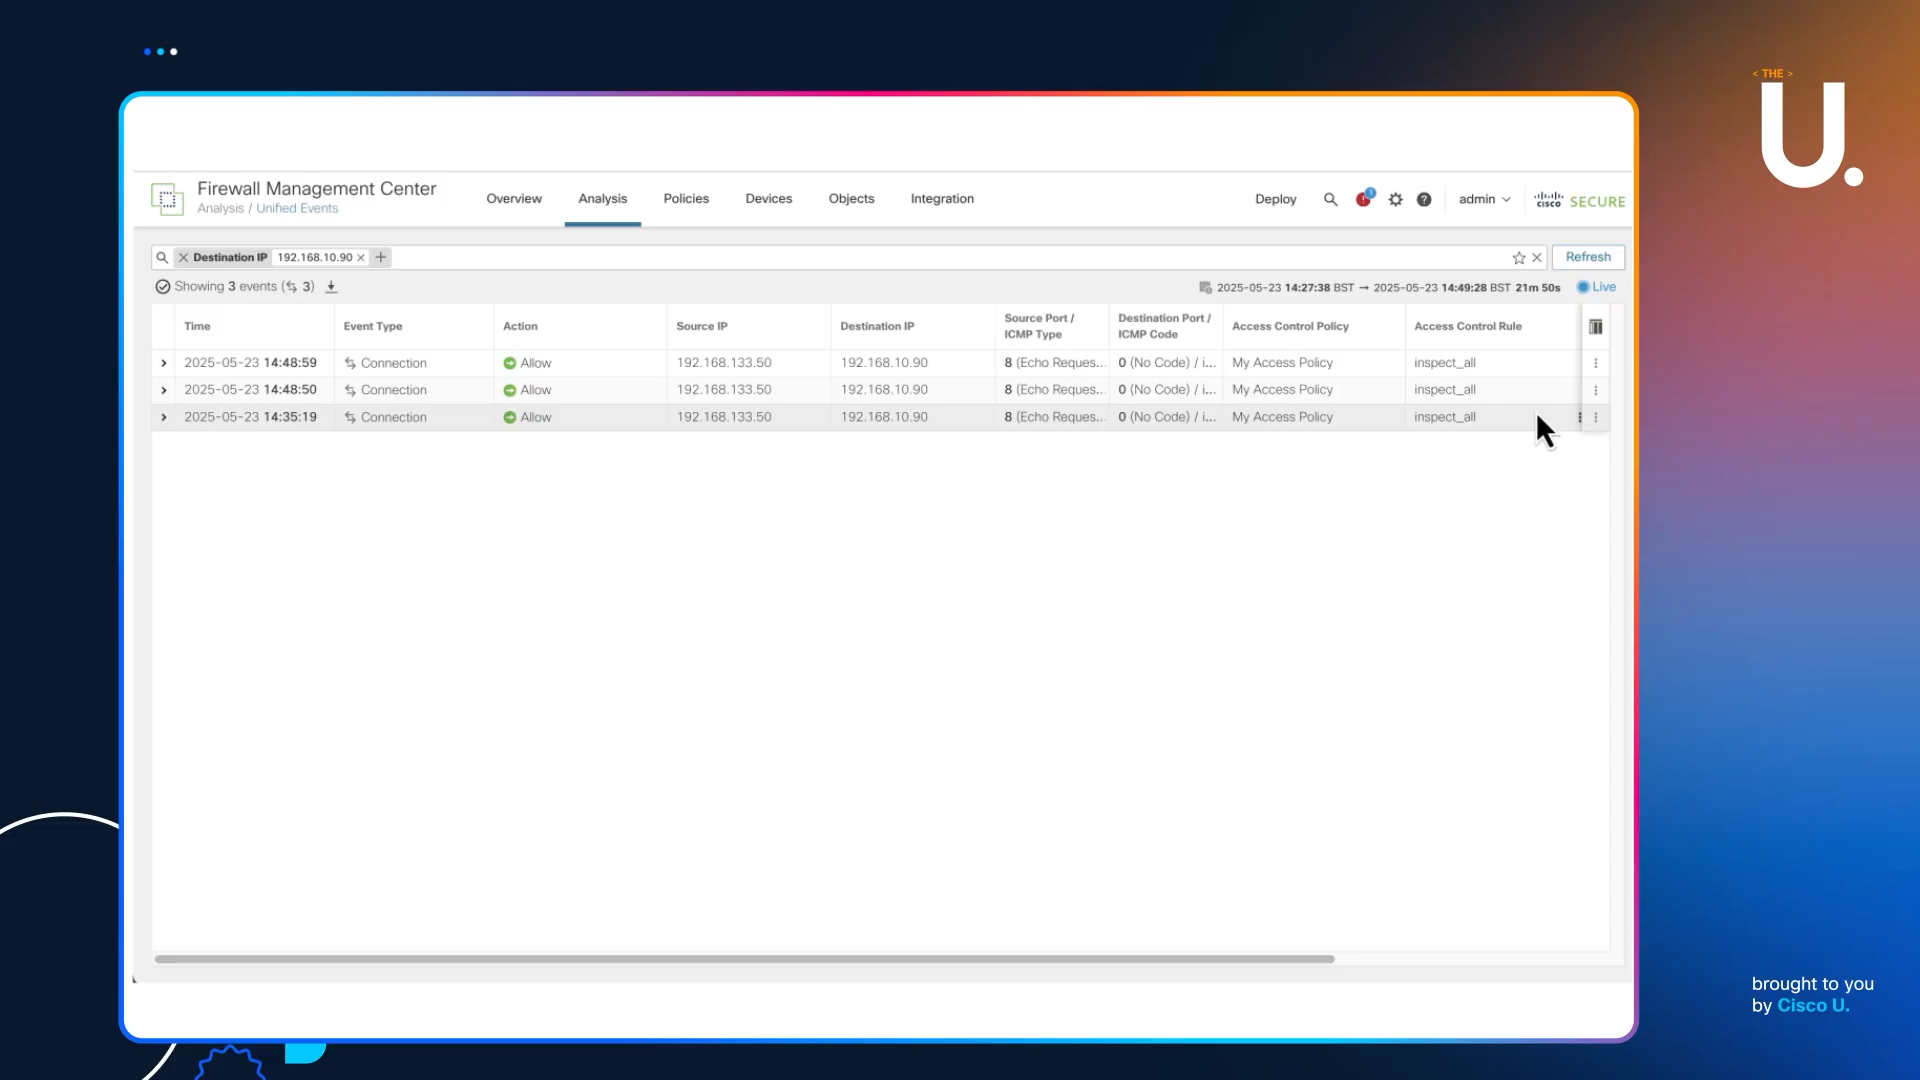 < THE >
U.
Firewall Management Center
Analysis / Unified Events
Overview
Analysis
Policies
Devices
Objects
Integration
Deploy
1
admin
cisco SECURE
Destination IP 192.168.10.90
Refresh
Showing 3 events (3)
2025-05-23 14:27:38 BST → 2025-05-23 14:49:28 BST 21m 50s
Live
Time
Event Type
Action
Source IP
Destination IP
Source Port /
ICMP Type
Destination Port /
ICMP Code
Access Control Policy
Access Control Rule
2025-05-23 14:48:59 Connection Allow 192.168.133.50 192.168.10.90 8 (Echo Reques... 0 (No Code) / i... My Access Policy inspect_all
2025-05-23 14:48:50 Connection Allow 192.168.133.50 192.168.10.90 8 (Echo Reques... 0 (No Code) / i... My Access Policy inspect_all
2025-05-23 14:35:19 Connection Allow 192.168.133.50 192.168.10.90 8 (Echo Reques... 0 (No Code) / i... My Access Policy inspect_all
brought to you
by Cisco U.